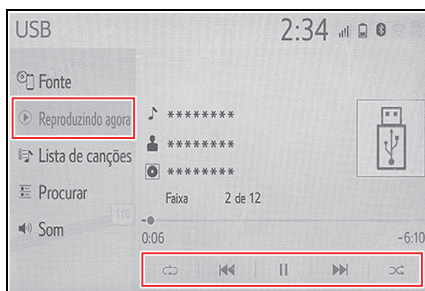 USB
2:34
Fonte
Reproduzindo agora
Lista de canções
Procurar
Som
********
********
********
Faixa 2 de 12
116
0:06
-6:10